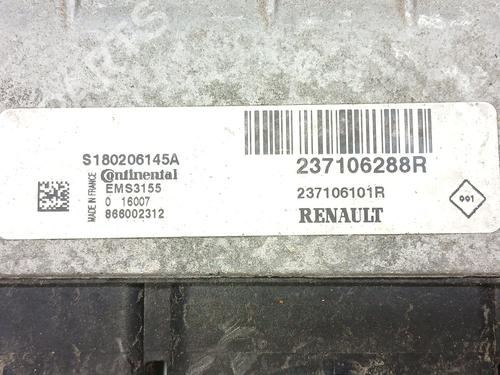 S180206145A
Continental
EMS3155
0 16007
866002312
MADE IN FRANCE
237106288R
237106101R
RENAULT
001